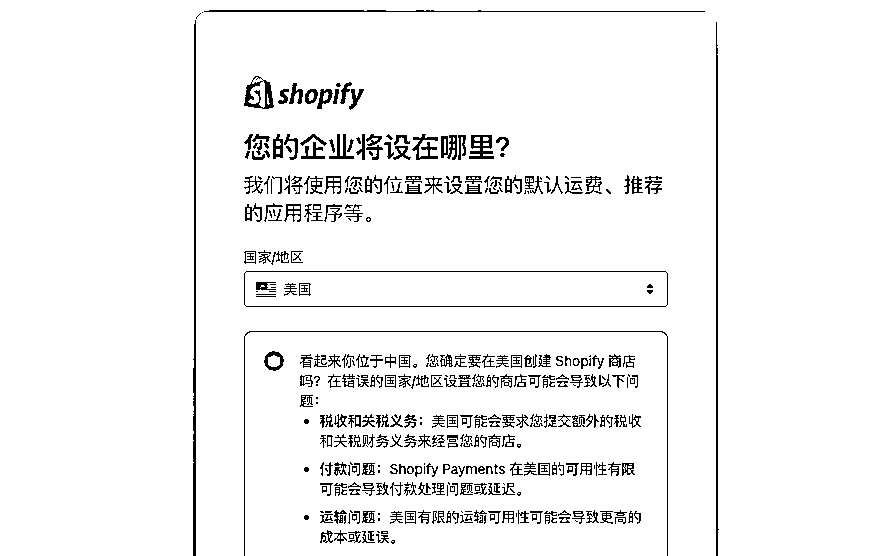 shopify
您的企业将设在哪里?
我们将使用您的位置来设置您的默认运费、推荐
的应用程序等。
国家/地区
美国
看起来你位于中国。您确定要在美国创建 Shopify 商店
吗？在错误的国家/地区设置您的商店可能会导致以下问
题：
• 税收和关税义务：美国可能会要求您提交额外的税收
和关税财务义务来经营您的商店。
• 付款问题：Shopify Payments 在美国的可用性有限
可能会导致付款处理问题或延迟。
• 运输问题：美国有限的运输可用性可能会导致更高的
成本或延误。